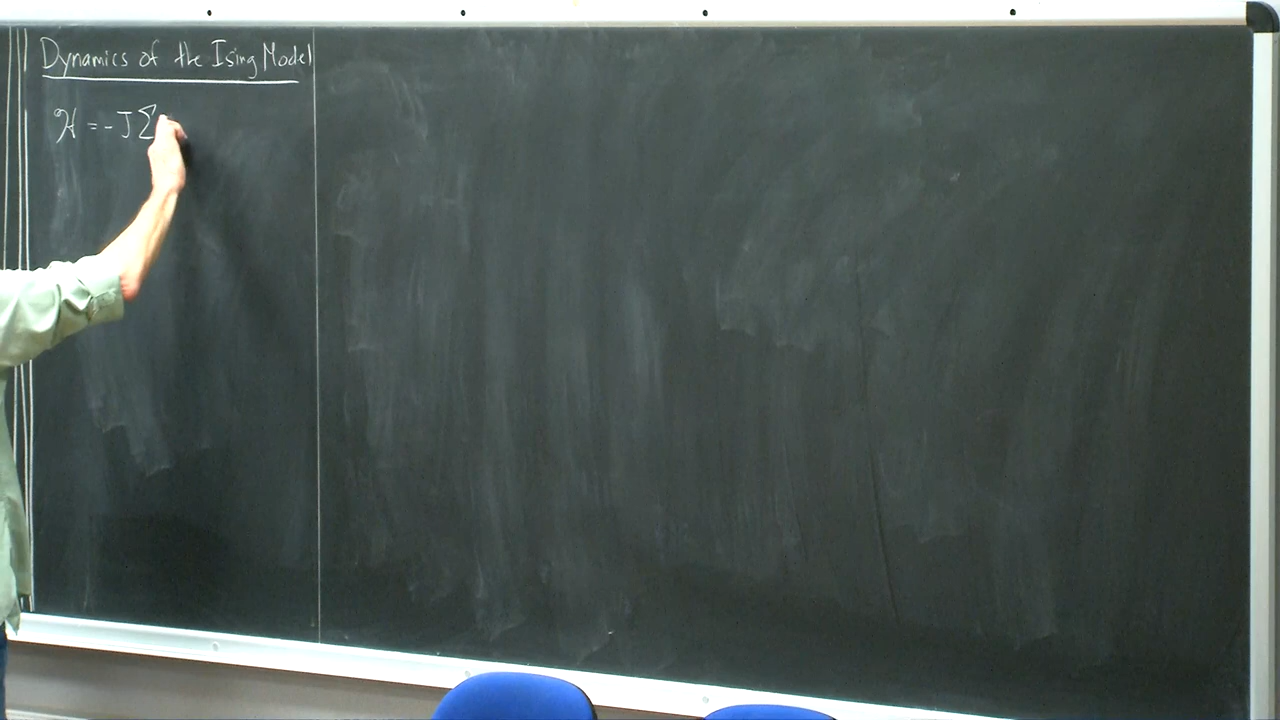 Dynamics of the Ising Model
ℋ = - J Σ